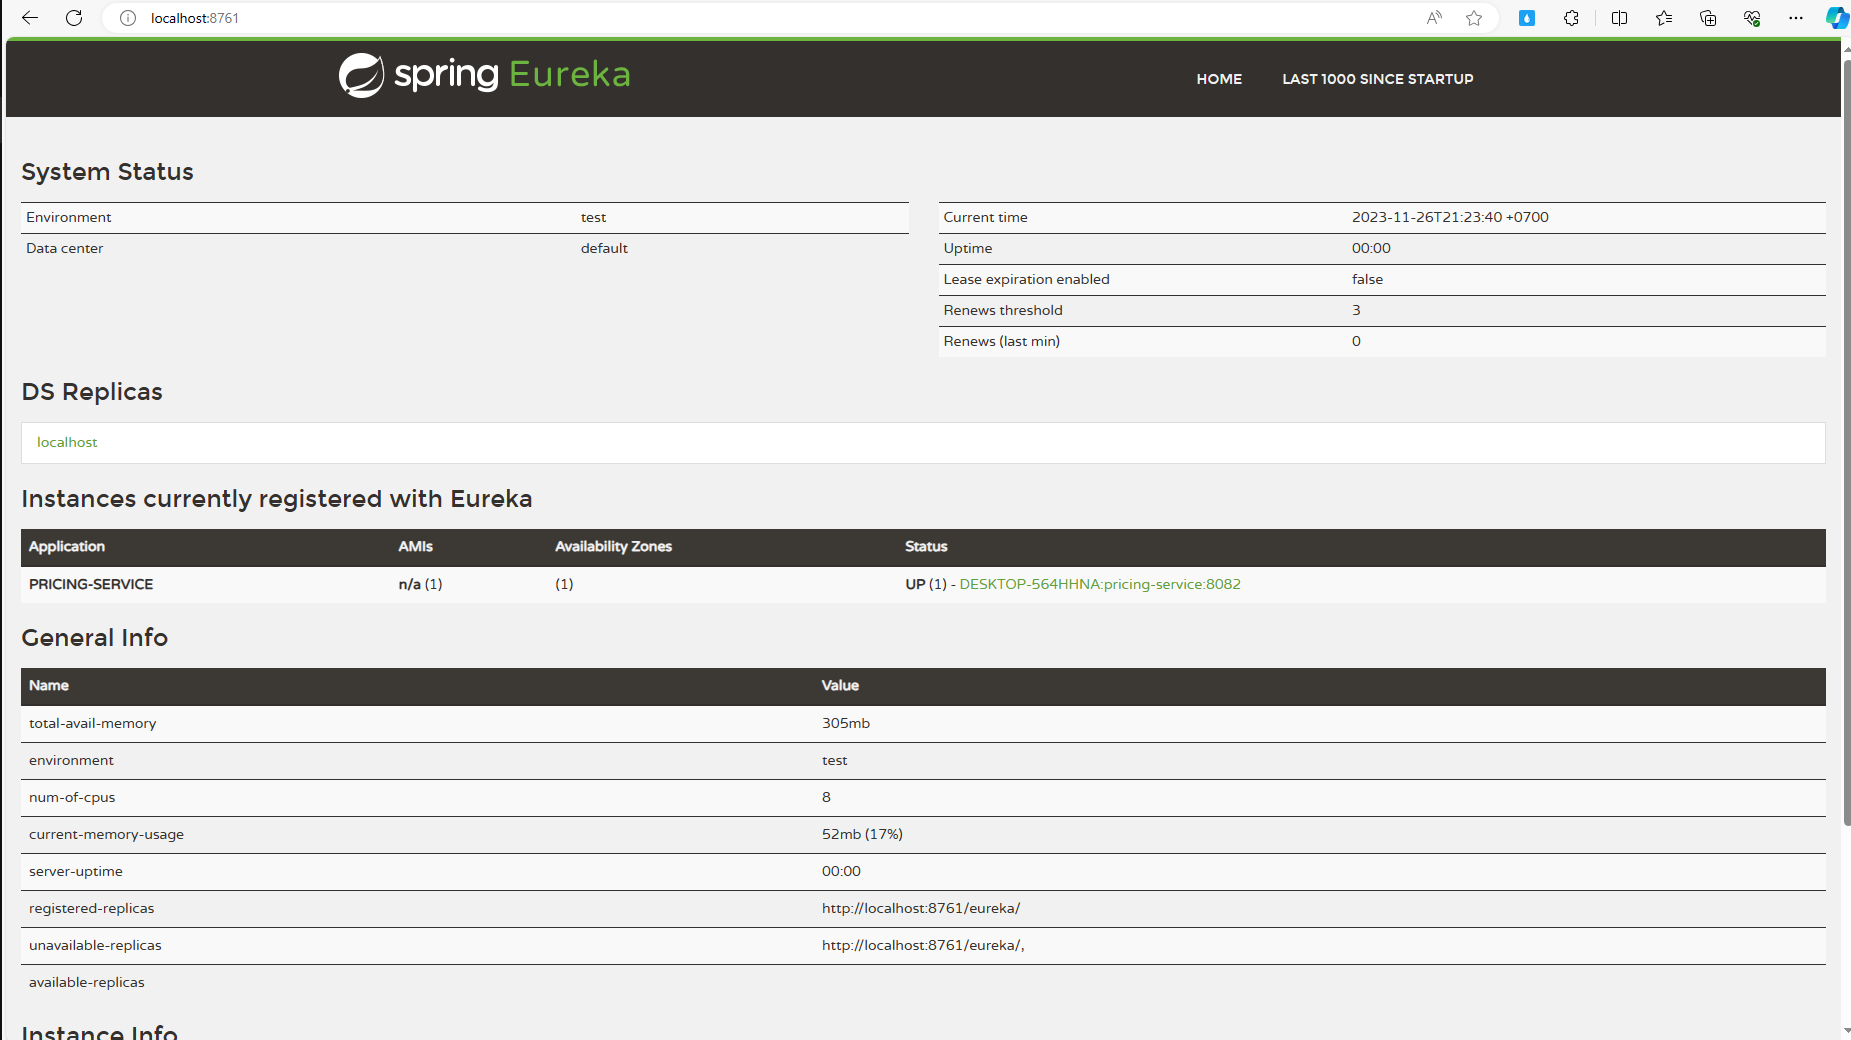 localhost:8761
spring Eureka
HOME LAST 1000 SINCE STARTUP
System Status
Environment test
Data center default
Current time 2023-11-26T21:23:40 +0700
Uptime 00:00
Lease expiration enabled false
Renews threshold 3
Renews (last min) 0
DS Replicas
localhost
Instances currently registered with Eureka
Application AMIs Availability Zones Status
PRICING-SERVICE n/a (1) (1) UP (1) - DESKTOP-564HHNA:pricing-service:8082
General Info
Name Value
total-avail-memory 305mb
environment test
num-of-cpus 8
current-memory-usage 52mb (17%)
server-uptime 00:00
registered-replicas http://localhost:8761/eureka/
unavailable-replicas http://localhost:8761/eureka/,
available-replicas
Instance Info